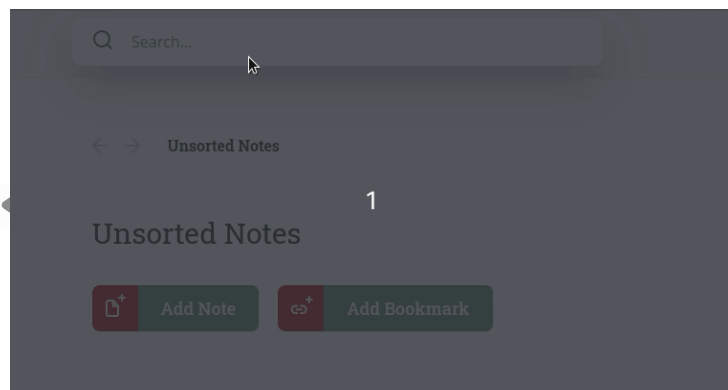 Search...
Unsorted Notes
1
Unsorted Notes
Add Note Add Bookmark